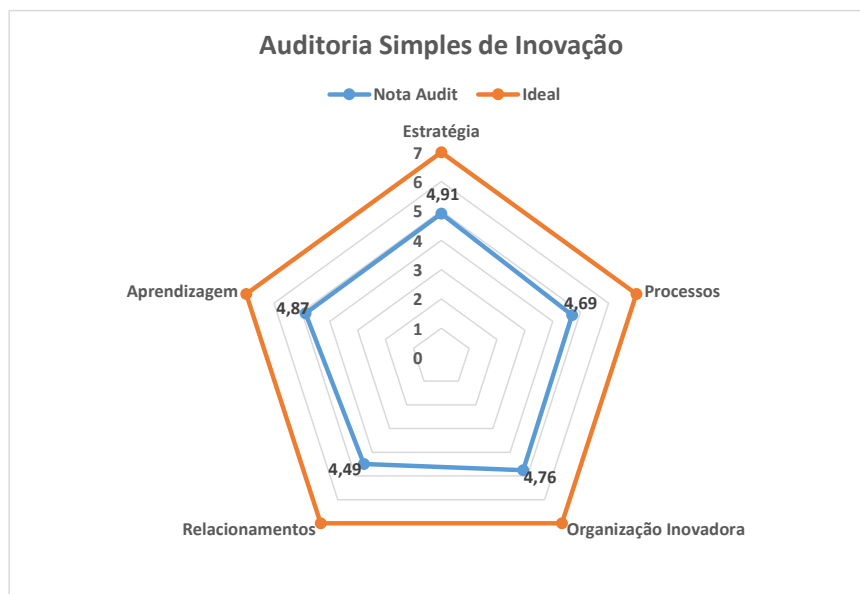 Auditoria Simples de Inovação
Nota Audit
Ideal
Estratégia
7
6
4,91
5
4
3
2
1
0
Aprendizagem
4,87
Processos
4,69
Relacionamentos
4,49
4,76
Organização Inovadora